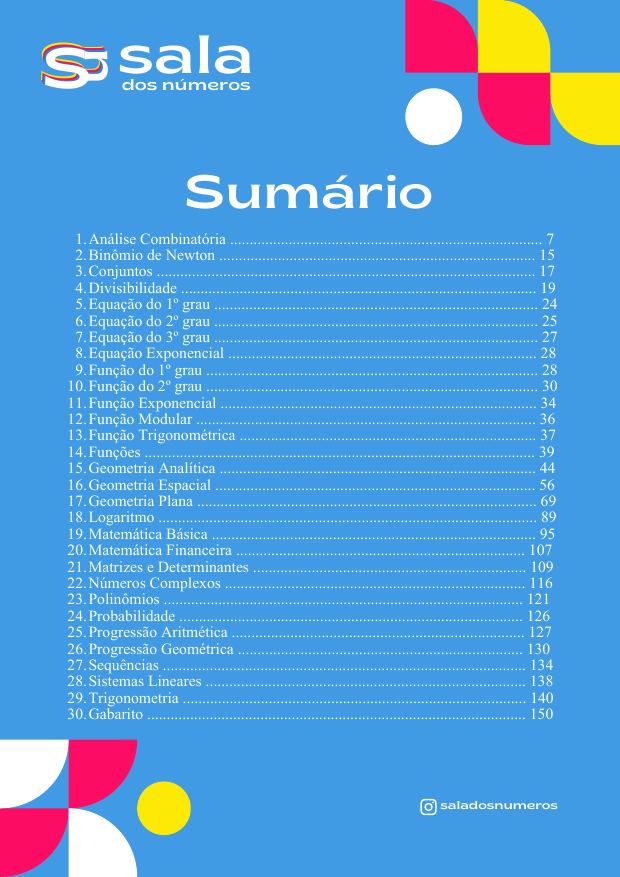 sala
dos números
Sumário
1. Análise Combinatória ................................................................................ 7
2. Binômio de Newton ................................................................................. 15
3. Conjuntos ................................................................................................. 17
4. Divisibilidade ........................................................................................... 19
5. Equação do 1º grau .................................................................................. 24
6. Equação do 2º grau .................................................................................. 25
7. Equação do 3º grau .................................................................................. 27
8. Equação Exponencial ............................................................................... 28
9. Função do 1º grau .................................................................................... 28
10. Função do 2º grau .................................................................................... 30
11. Função Exponencial ................................................................................. 34
12. Função Modular ....................................................................................... 36
13. Função Trigonométrica ............................................................................ 37
14. Funções .................................................................................................... 39
15. Geometria Analítica ................................................................................. 44
16. Geometria Espacial .................................................................................. 56
17. Geometria Plana ....................................................................................... 69
18. Logaritmo ................................................................................................. 89
19. Matemática Básica ................................................................................... 95
20. Matemática Financeira ........................................................................... 107
21. Matrizes e Determinantes ....................................................................... 109
22. Números Complexos .............................................................................. 116
23. Polinômios ............................................................................................. 121
24. Probabilidade ......................................................................................... 126
25. Progressão Aritmética ............................................................................ 127
26. Progressão Geométrica .......................................................................... 130
27. Sequências .............................................................................................. 134
28. Sistemas Lineares ................................................................................... 138
29. Trigonometria ......................................................................................... 140
30. Gabarito .................................................................................................. 150
saladosnumeros